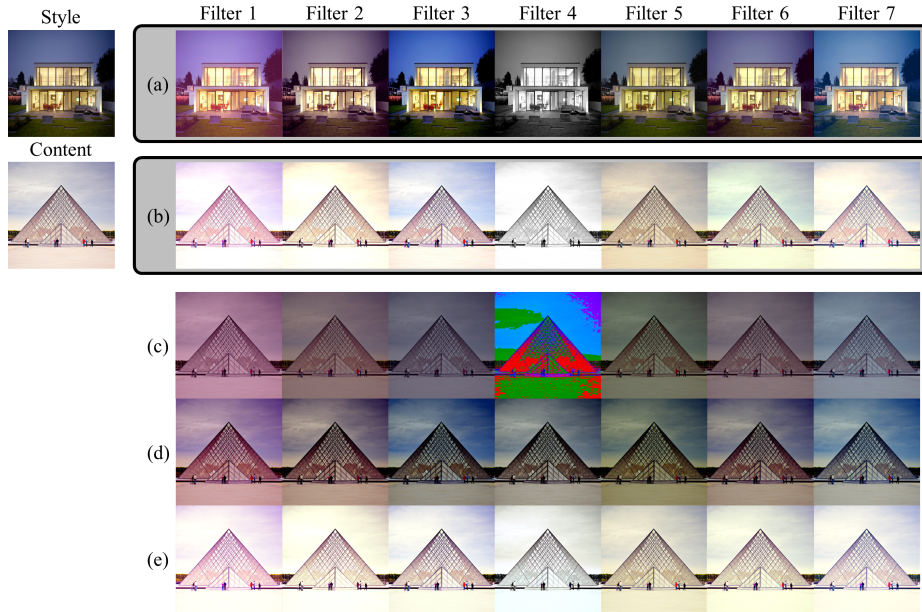 Style
Filter 1
Filter 2
Filter 3
Filter 4
Filter 5
Filter 6
Filter 7
(a)
Content
(b)
(c)
(d)
(e)